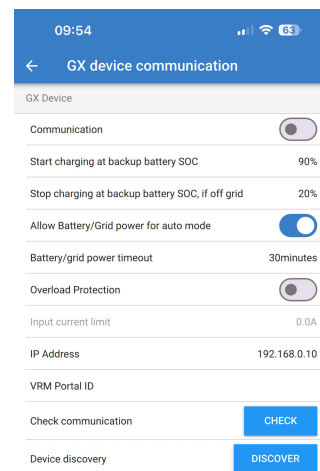 09:54
63
GX device communication
GX Device
Communication
Start charging at backup battery SOC 90%
Stop charging at backup battery SOC, if off grid 20%
Allow Battery/Grid power for auto mode
Battery/grid power timeout 30minutes
Overload Protection
Input current limit 0.0A
IP Address 192.168.0.10
VRM Portal ID
Check communication CHECK
Device discovery DISCOVER